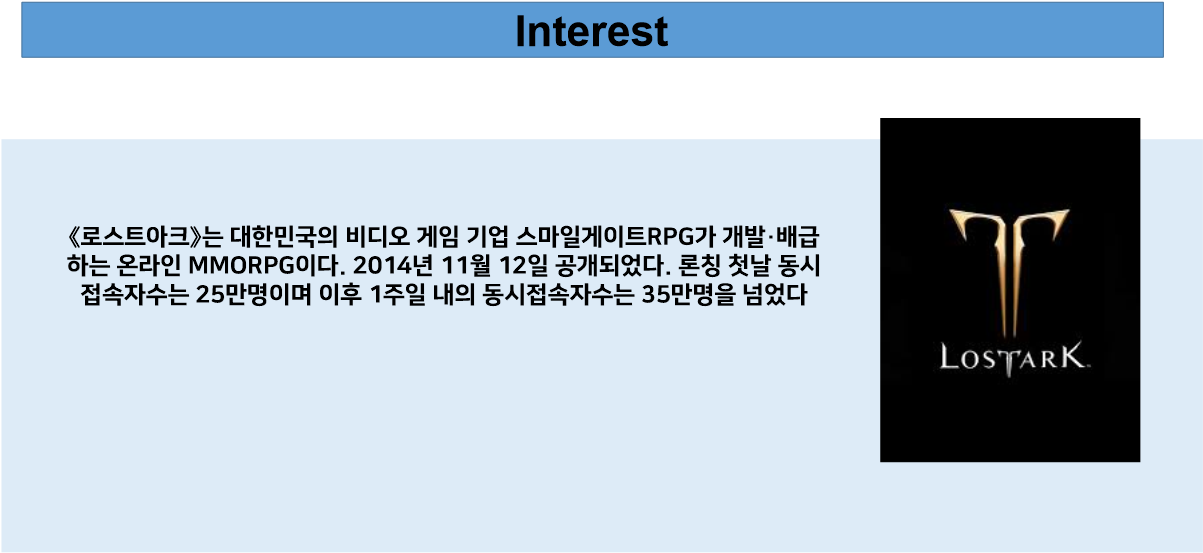 Interest
《로스트아크》는 대한민국의 비디오 게임 기업 스마일게이트RPG가 개발·배급
하는 온라인 MMORPG이다. 2014년 11월 12일 공개되었다. 론칭 첫날 동시
접속자수는 25만명이며 이후 1주일 내의 동시접속자수는 35만명을 넘었다
LOSTARK™